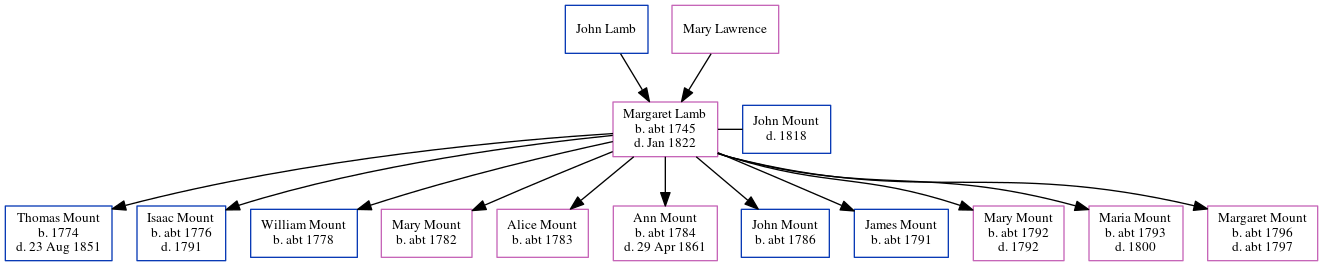 John Lamb
Mary Lawrence
Margaret Lamb
b. abt 1745
d. Jan 1822
John Mount
d. 1818
Thomas Mount
b. 1774
d. 23 Aug 1851
Isaac Mount
b. abt 1776
d. 1791
William Mount
b. abt 1778
Mary Mount
b. abt 1782
Alice Mount
b. abt 1783
Ann Mount
b. abt 1784
d. 29 Apr 1861
John Mount
b. abt 1786
James Mount
b. abt 1791
Mary Mount
b. abt 1792
d. 1792
Maria Mount
b. abt 1793
d. 1800
Margaret Mount
b. abt 1796
d. abt 1797